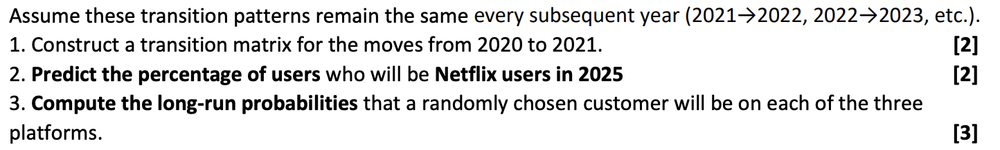 Assume these transition patterns remain the same every subsequent year (2021→2022, 2022→2023, etc.).
1. Construct a transition matrix for the moves from 2020 to 2021. [2]
2. Predict the percentage of users who will be Netflix users in 2025 [2]
3. Compute the long-run probabilities that a randomly chosen customer will be on each of the three
platforms. [3]